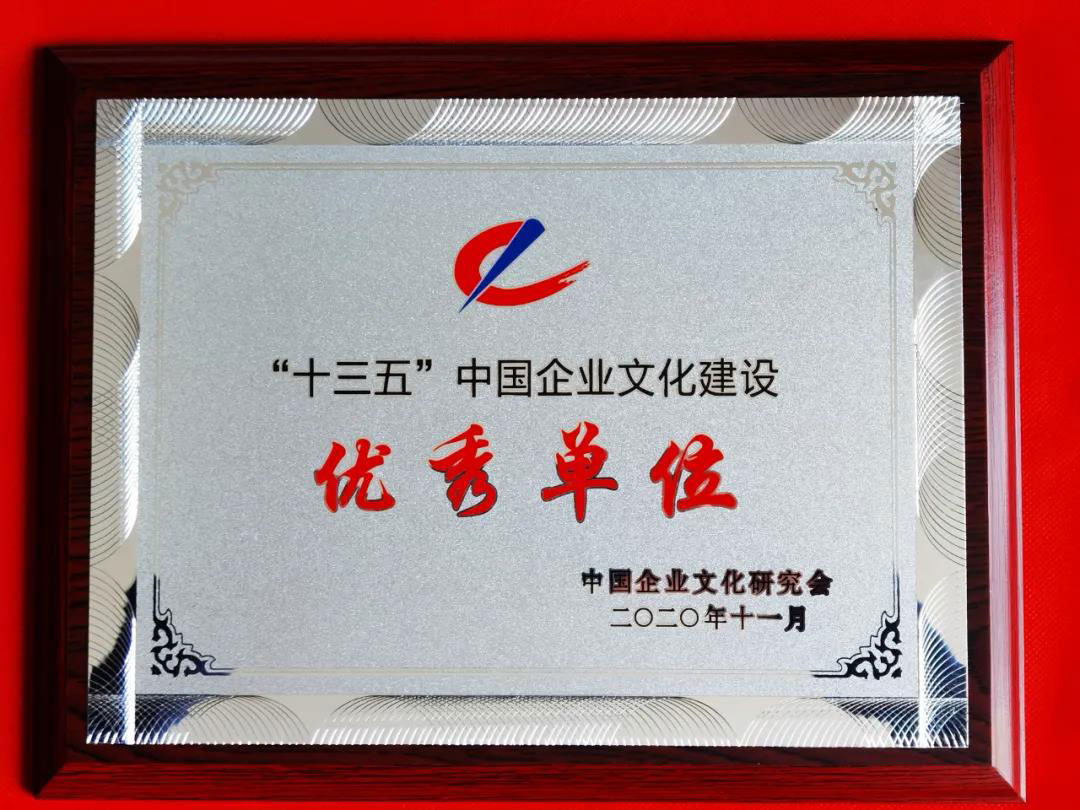 “十三五”中国企业文化建设
优秀单位
中国企业文化研究会
二〇二〇年十一月